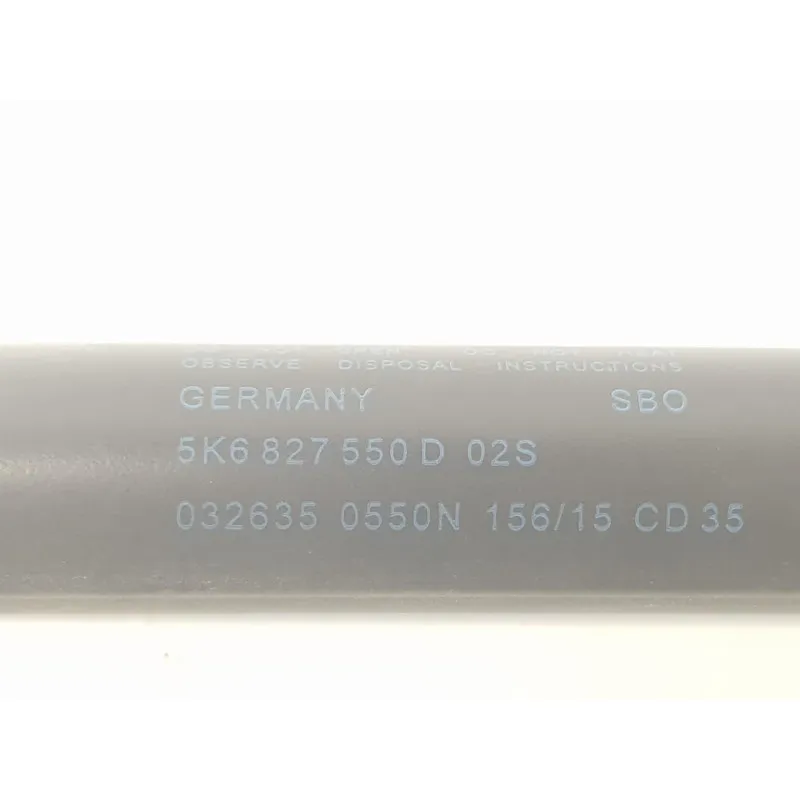 OBSERVE DISPOSAL INSTRUCTIONS
GERMANY SBO
5K6 827 550 D 02S
032635 0550N 156/15 CD 35